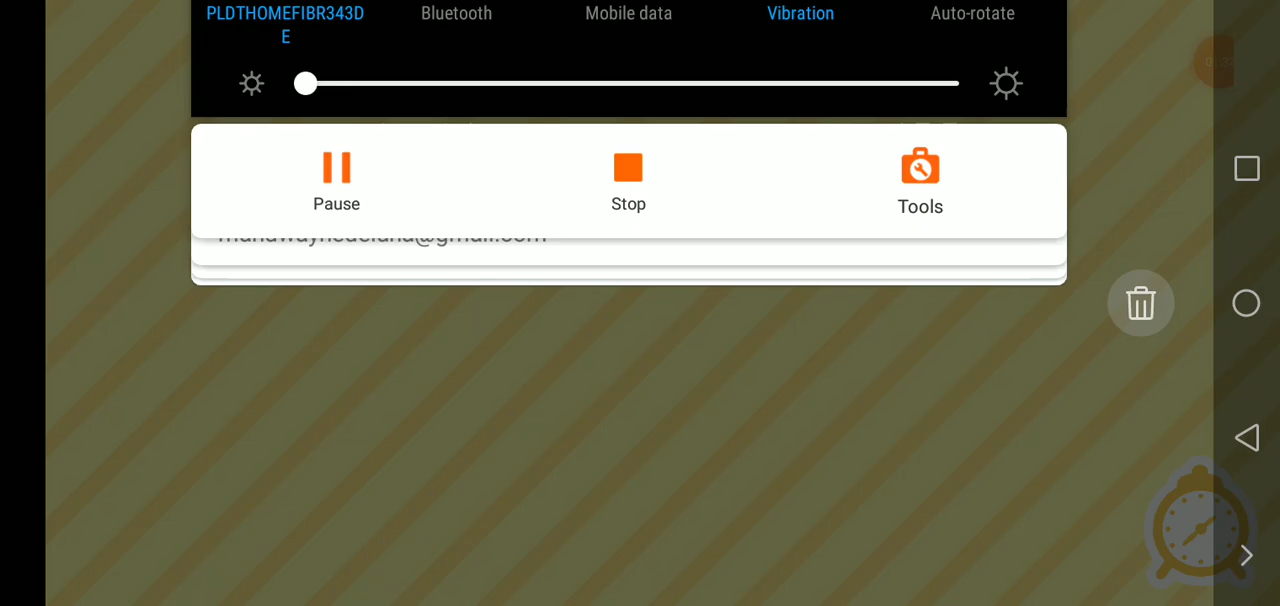 PLDTHOMEFIBR343D
E
Bluetooth
Mobile data
Vibration
Auto-rotate
Pause
Stop
Tools